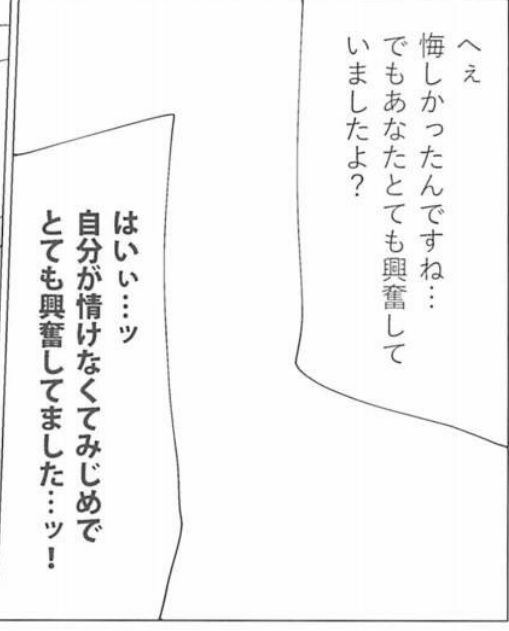 へぇ
悔しかったんですね…
でもあなたとても興奮して
いましたよ?
はいぃ…ッ
自分が情けなくてみじめで
とても興奮してました…ッ!